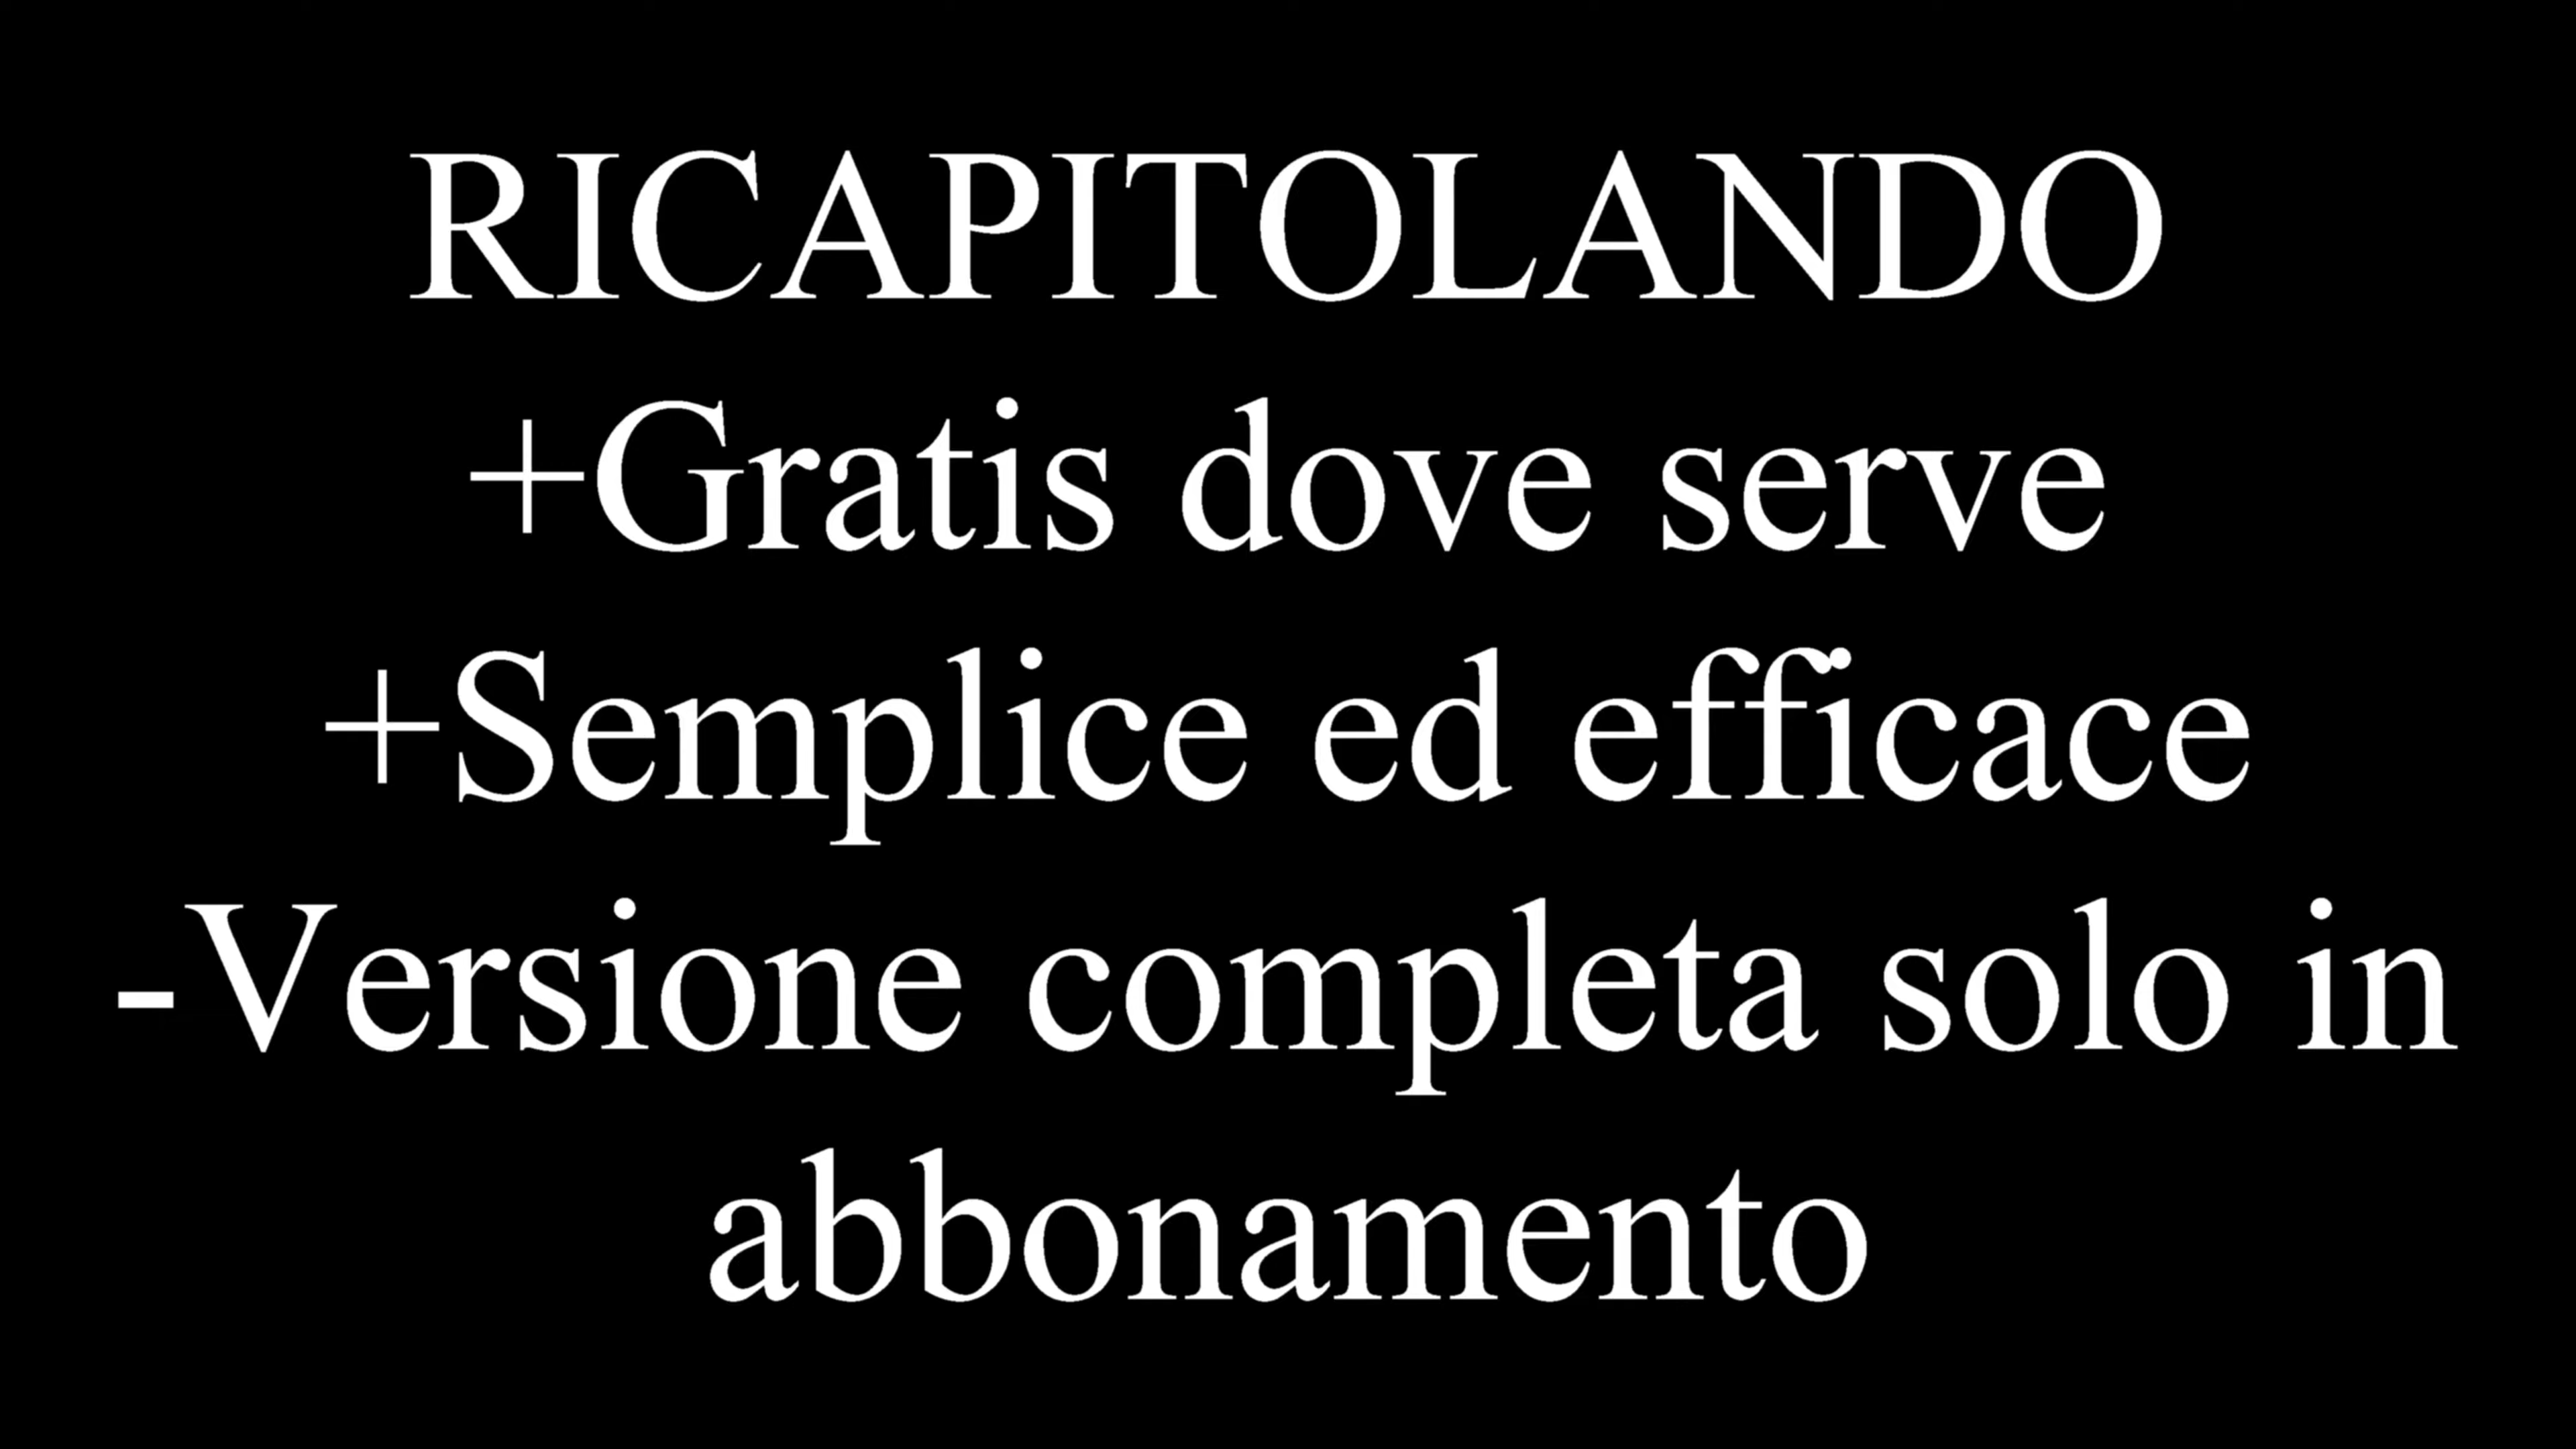 RICAPITOLANDO
+Gratis dove serve
+Semplice ed efficace
-Versione completa solo in
abbonamento